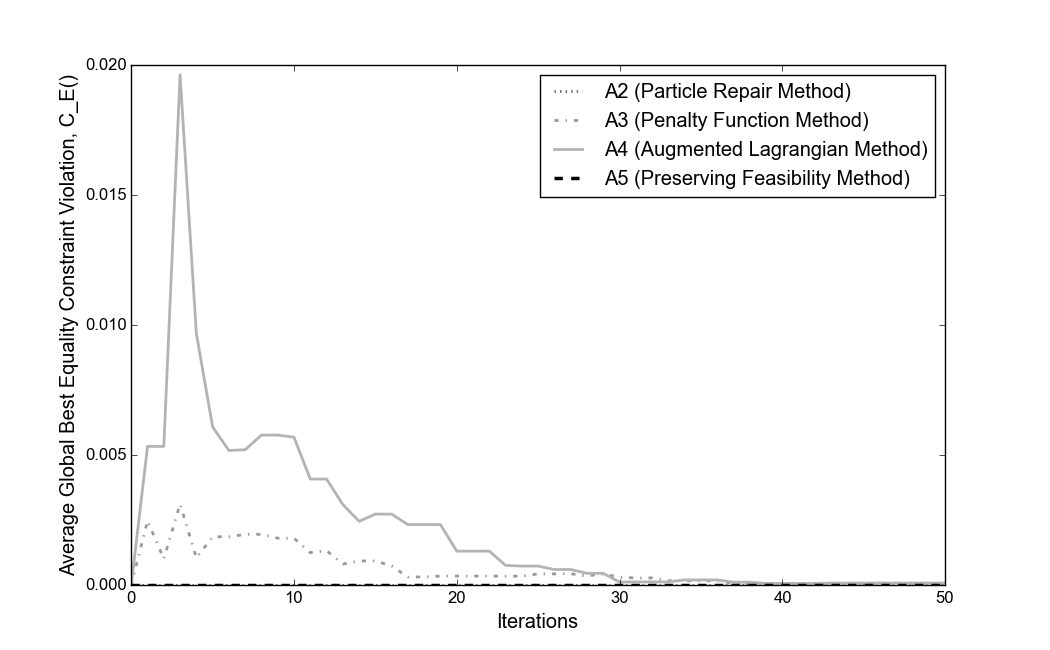 Average Global Best Equality Constraint Violation, C_E()
0.020
0.015
0.010
0.005
0.000
A2 (Particle Repair Method)
A3 (Penalty Function Method)
A4 (Augmented Lagrangian Method)
A5 (Preserving Feasibility Method)
0 10 20 30 40 50
Iterations